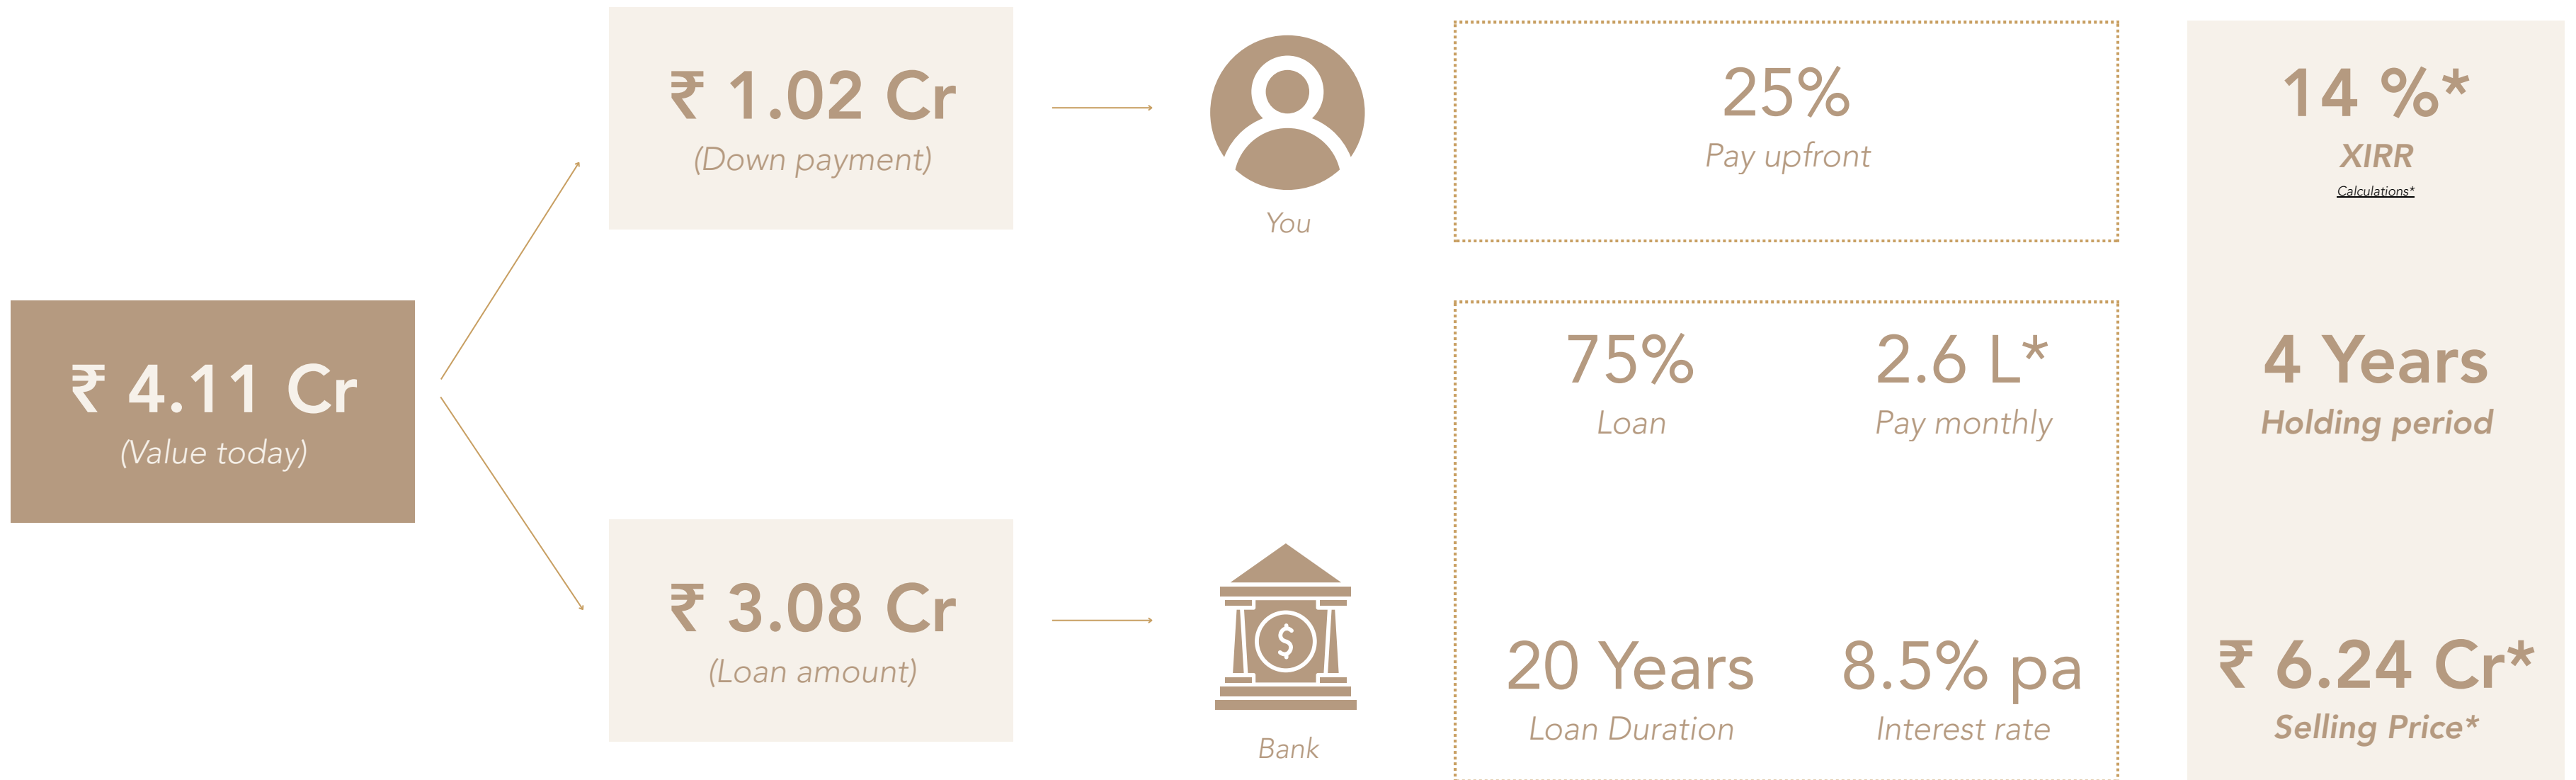 ₹ 4.11 Cr
(Value today)
₹ 1.02 Cr
(Down payment)
You
25%
Pay upfront
₹ 3.08 Cr
(Loan amount)
$
Bank
75%
Loan
2.6 L*
Pay monthly
20 Years
Loan Duration
8.5% pa
Interest rate
14 %*
XIRR
Calculations*
4 Years
Holding period
₹ 6.24 Cr*
Selling Price*